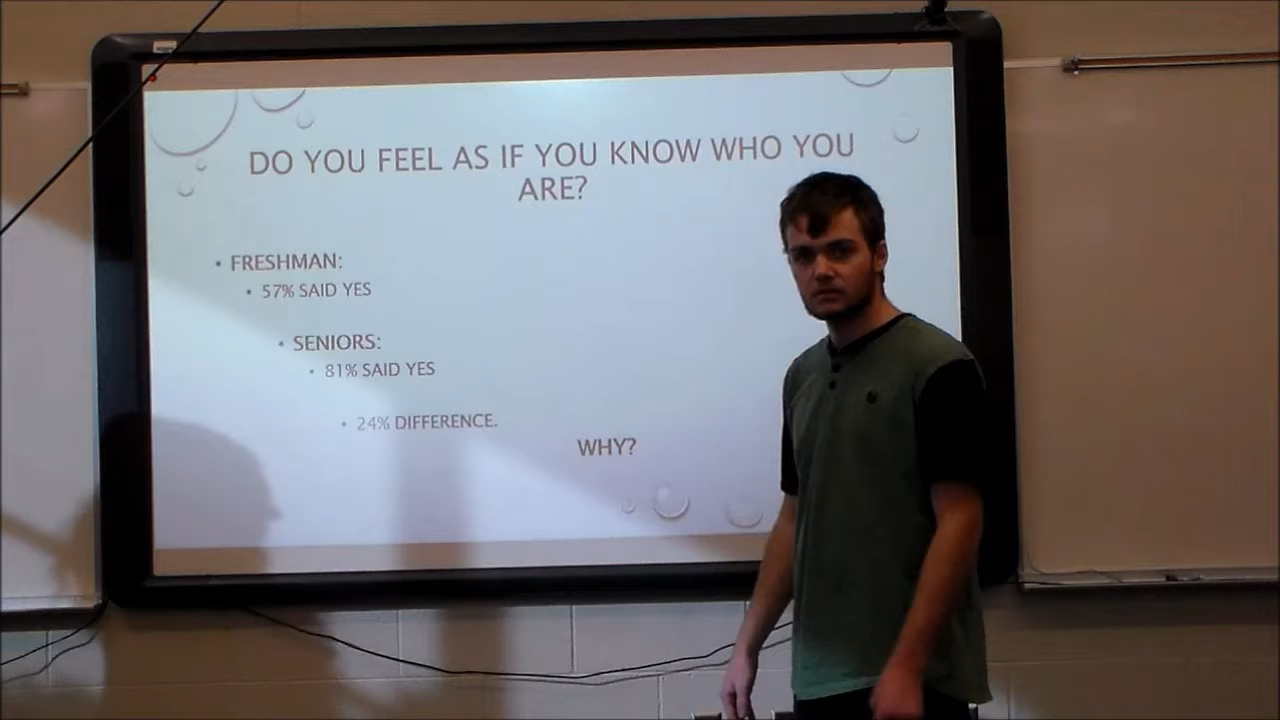 DO YOU FEEL AS IF YOU KNOW WHO YOU
ARE?
• FRESHMAN:
• 57% SAID YES
• SENIORS:
• 81% SAID YES
• 24% DIFFERENCE.
WHY?